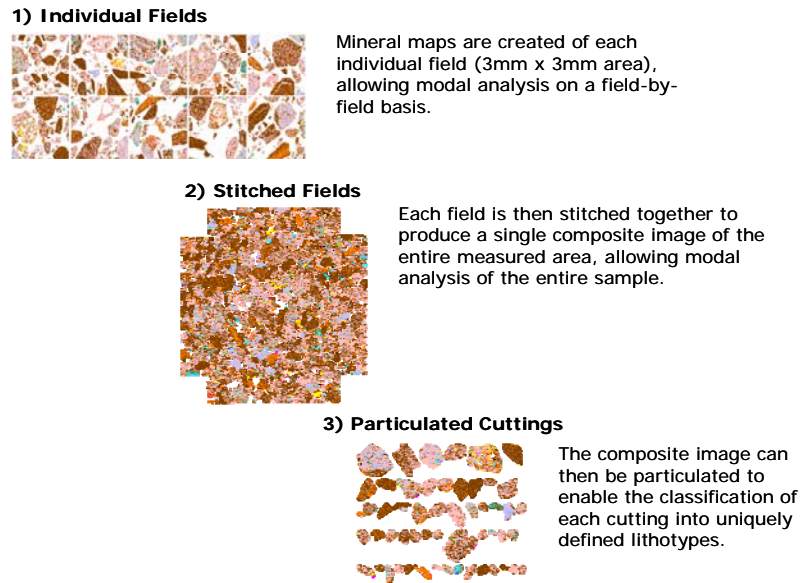 1) Individual Fields
Mineral maps are created of each
individual field (3mm x 3mm area),
allowing modal analysis on a field-by-
field basis.
2) Stitched Fields
Each field is then stitched together to
produce a single composite image of the
entire measured area, allowing modal
analysis of the entire sample.
3) Particulated Cuttings
The composite image can
then be particulated to
enable the classification of
each cutting into uniquely
defined lithotypes.